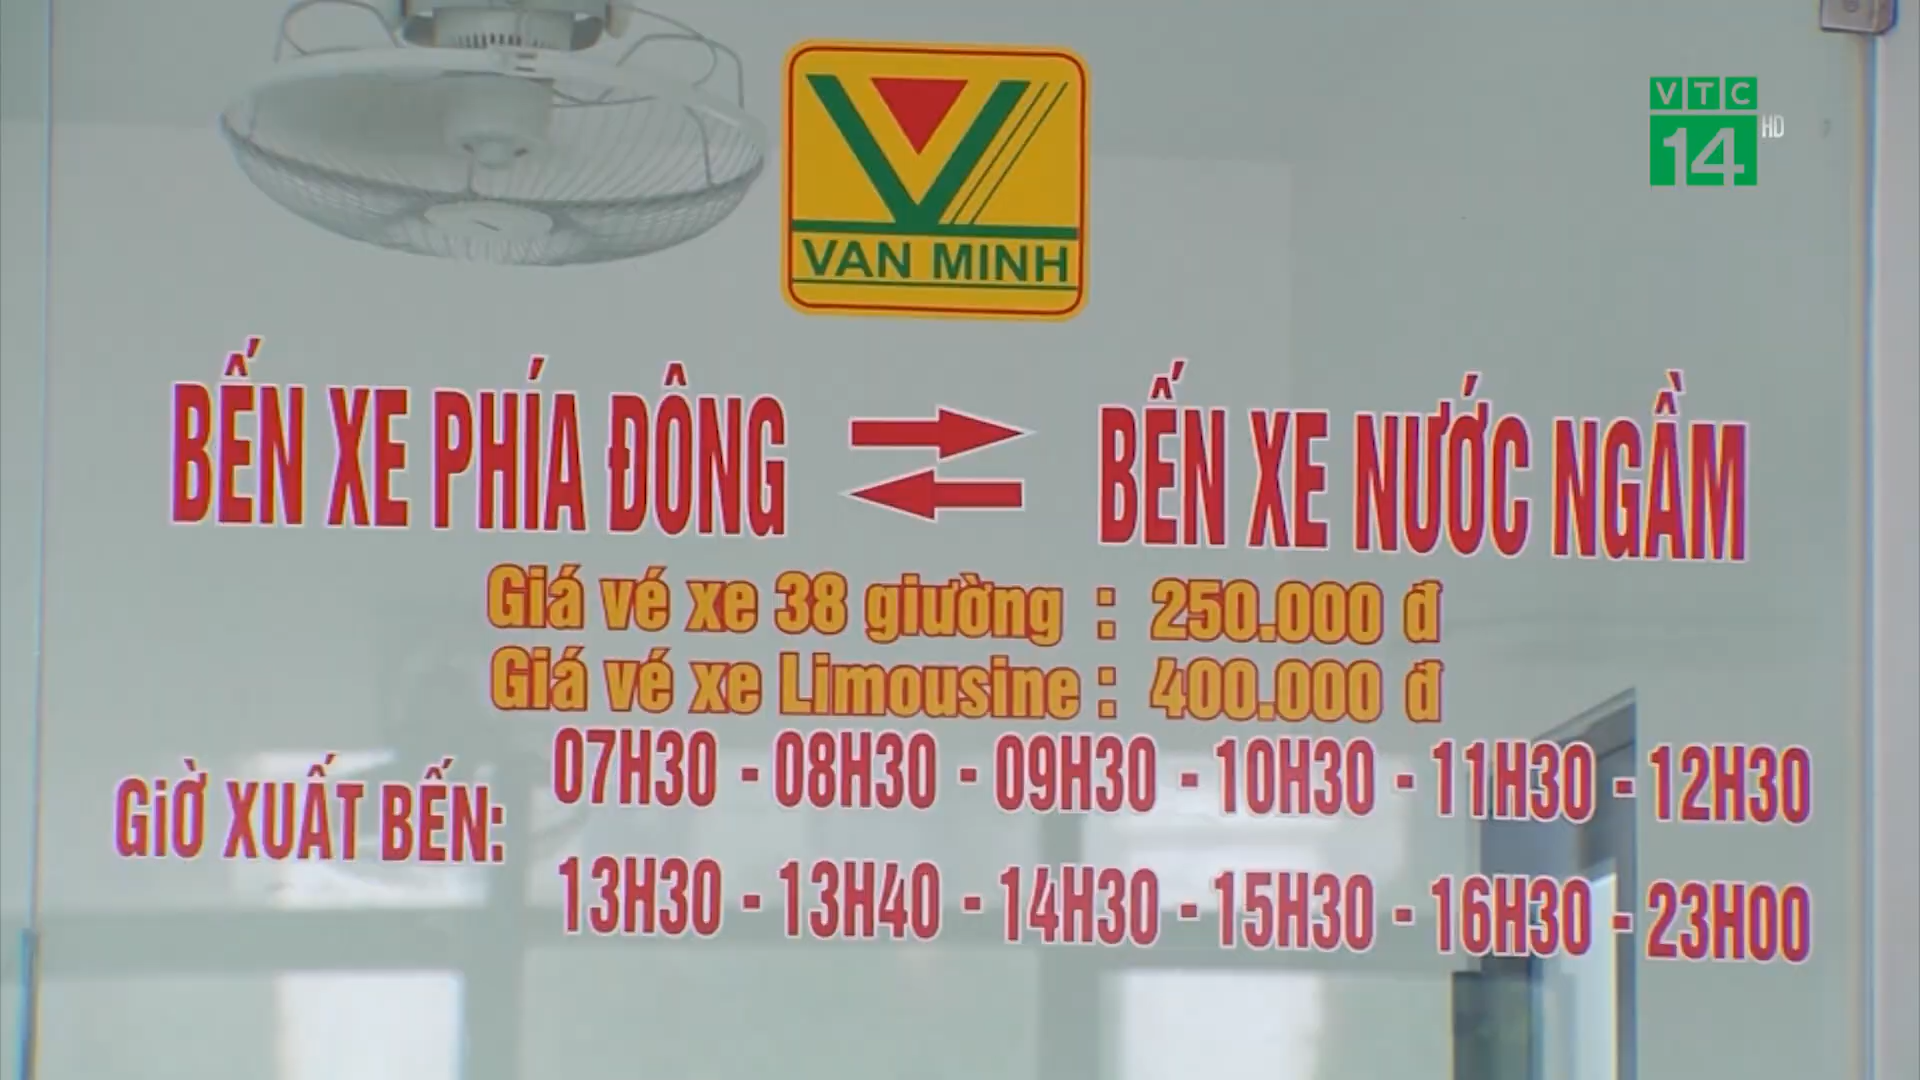 VTC
14 HD
VAN MINH
BẾN XE PHÍA ĐÔNG
BẾN XE NƯỚC NGẦM
Giá vé xe 38 giường : 250.000 đ
Giá vé xe Limousine : 400.000 đ
GiỜ XUẤT BẾN:
07H30 - 08H30 - 09H30 - 10H30 - 11H30 - 12H30
13H30 - 13H40 - 14H30 - 15H30 - 16H30 - 23H00